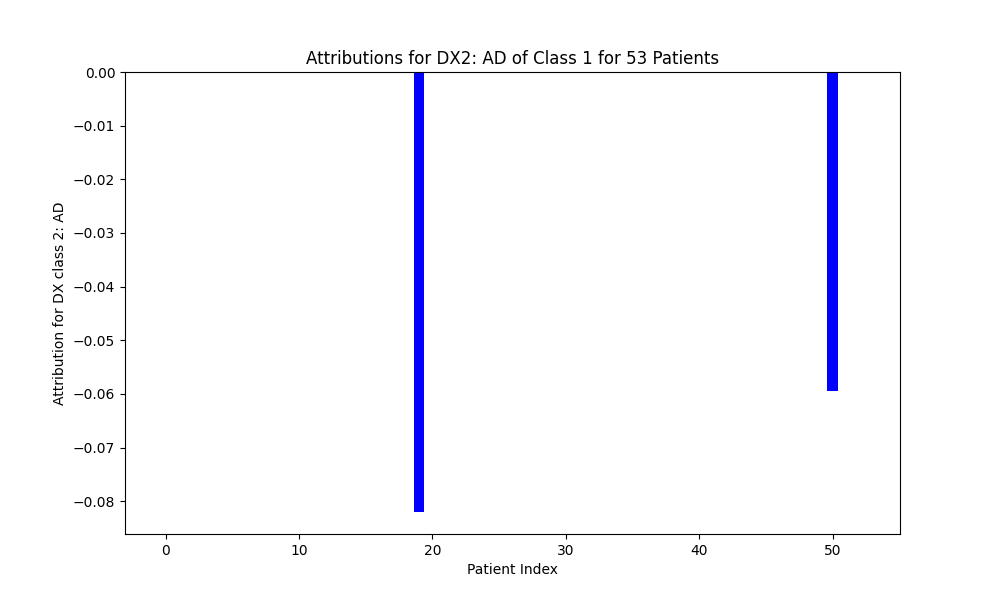 Attributions for DX2: AD of Class 1 for 53 Patients
Attribution for DX class 2: AD
0.00
−0.01
−0.02
−0.03
−0.04
−0.05
−0.06
−0.07
−0.08
0 10 20 30 40 50
Patient Index